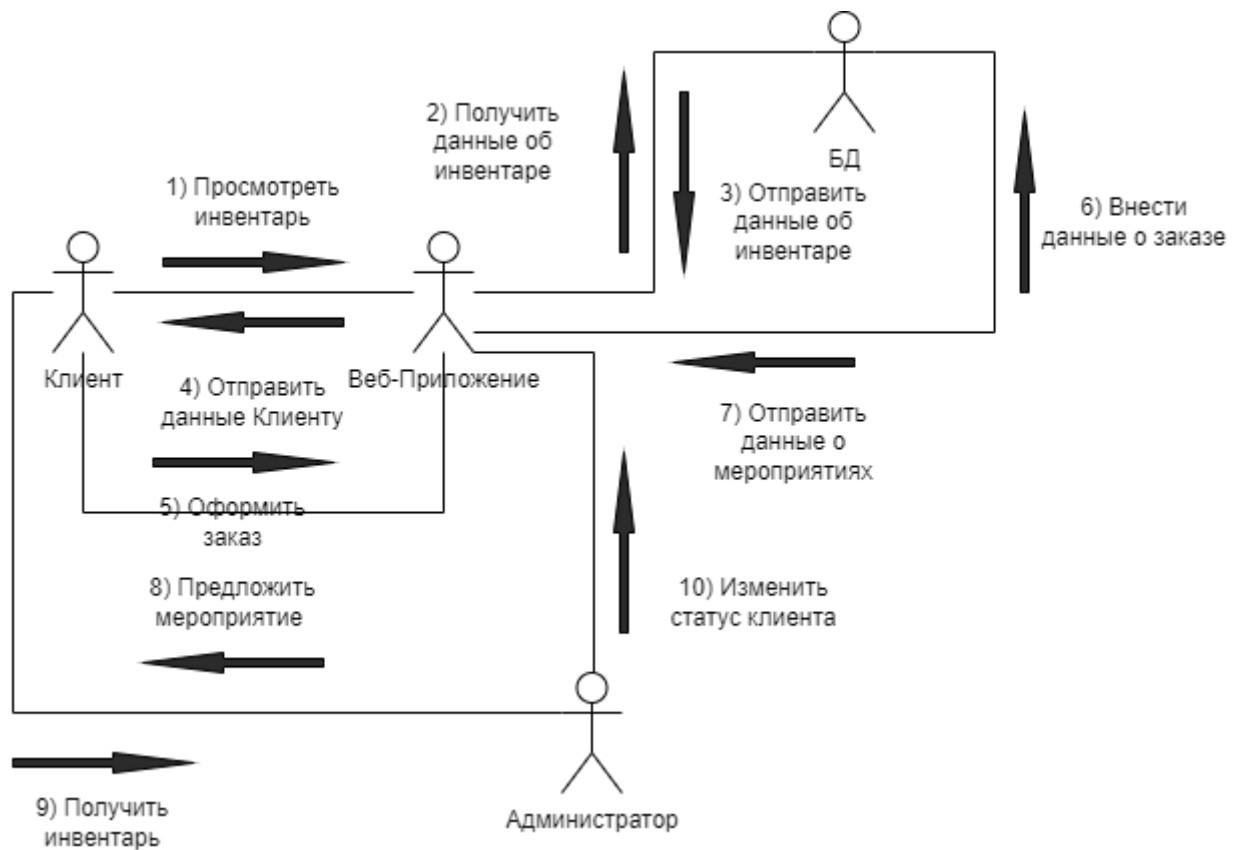 2) Получить
данные об
инвентаре
БД
1) Просмотреть
инвентарь
3) Отправить
данные об
инвентаре
6) Внести
данные о заказе
Клиент
Веб-Приложение
4) Отправить
данные Клиенту
7) Отправить
данные о
мероприятиях
5) Оформить
заказ
8) Предложить
мероприятие
10) Изменить
статус клиента
9) Получить
инвентарь
Администратор